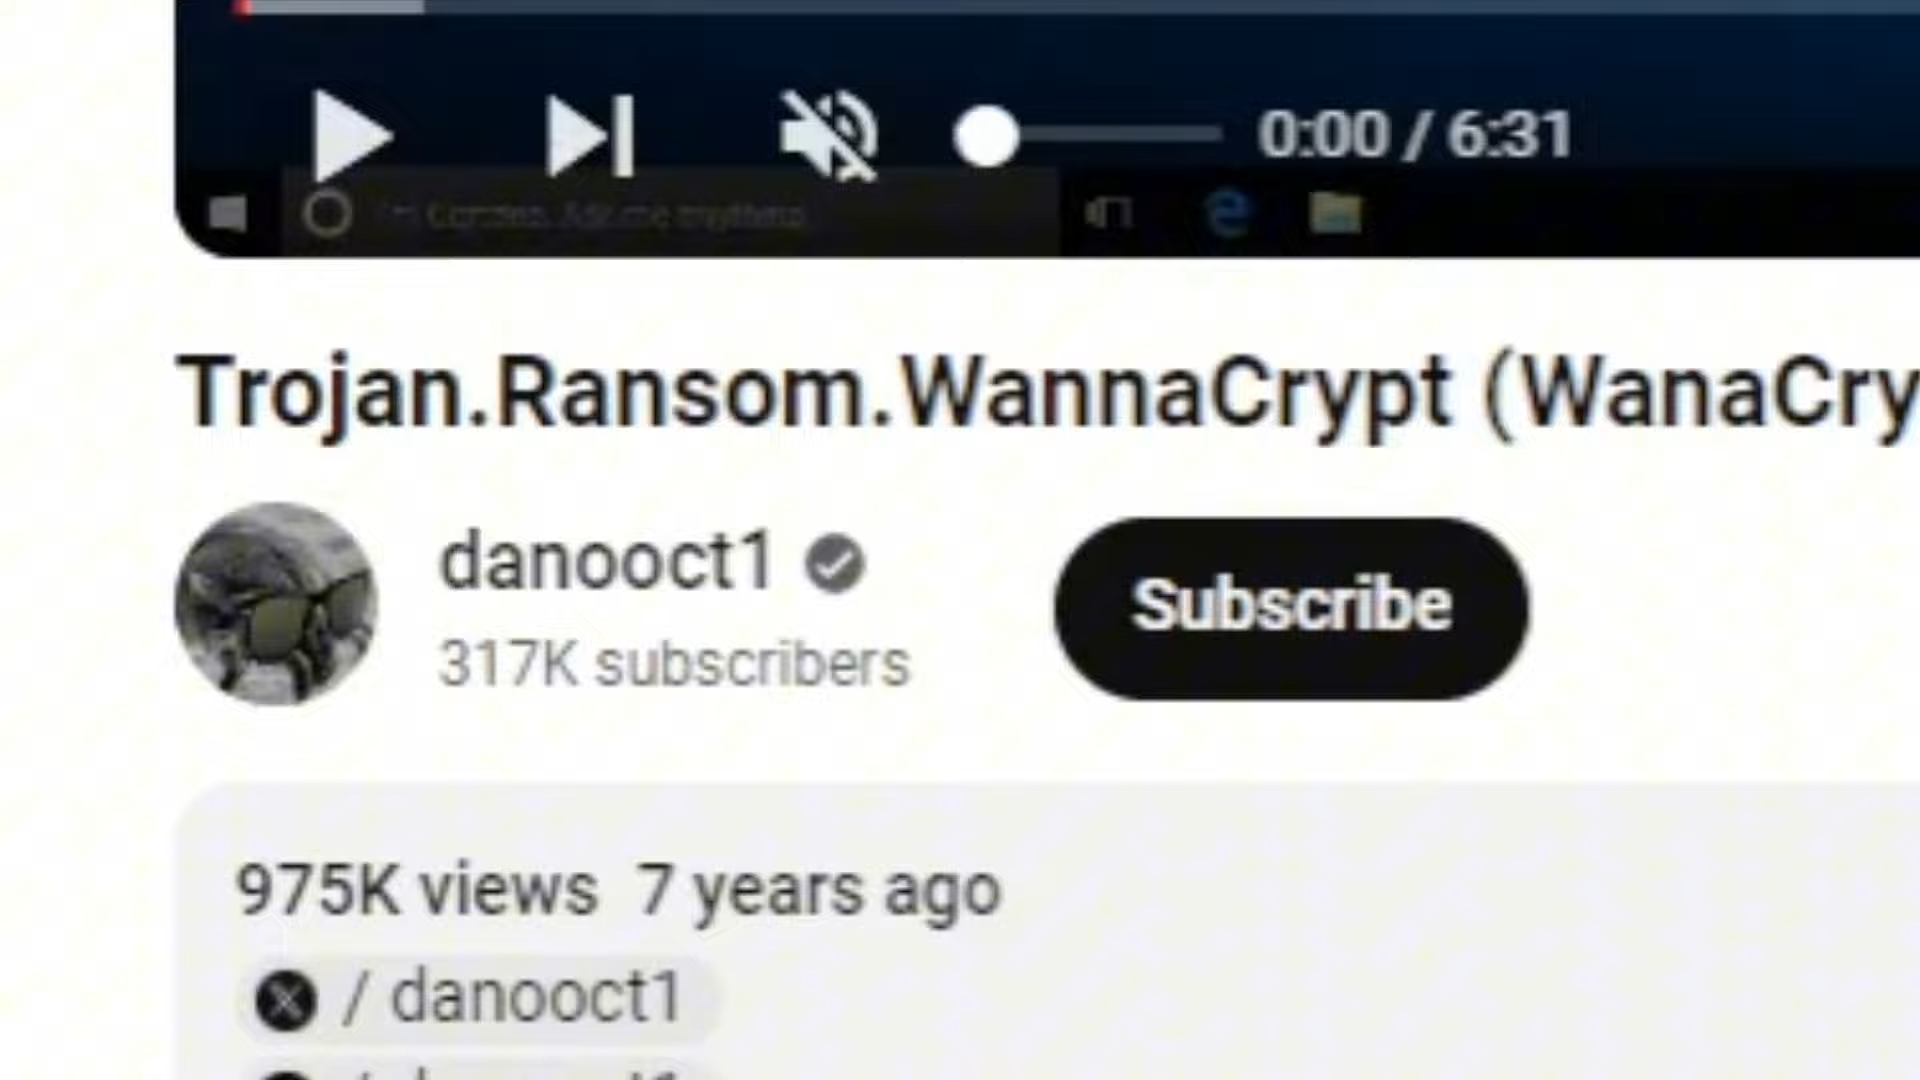 0:00 / 6:31
Trojan.Ransom.WannaCrypt (WanaCry
danooct1
317K subscribers
Subscribe
975K views 7 years ago
/ danooct1